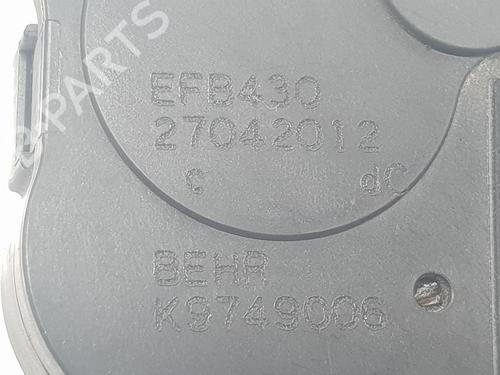 B-PARTS
EFB430
27042012
c dC
BEHR
K9749006